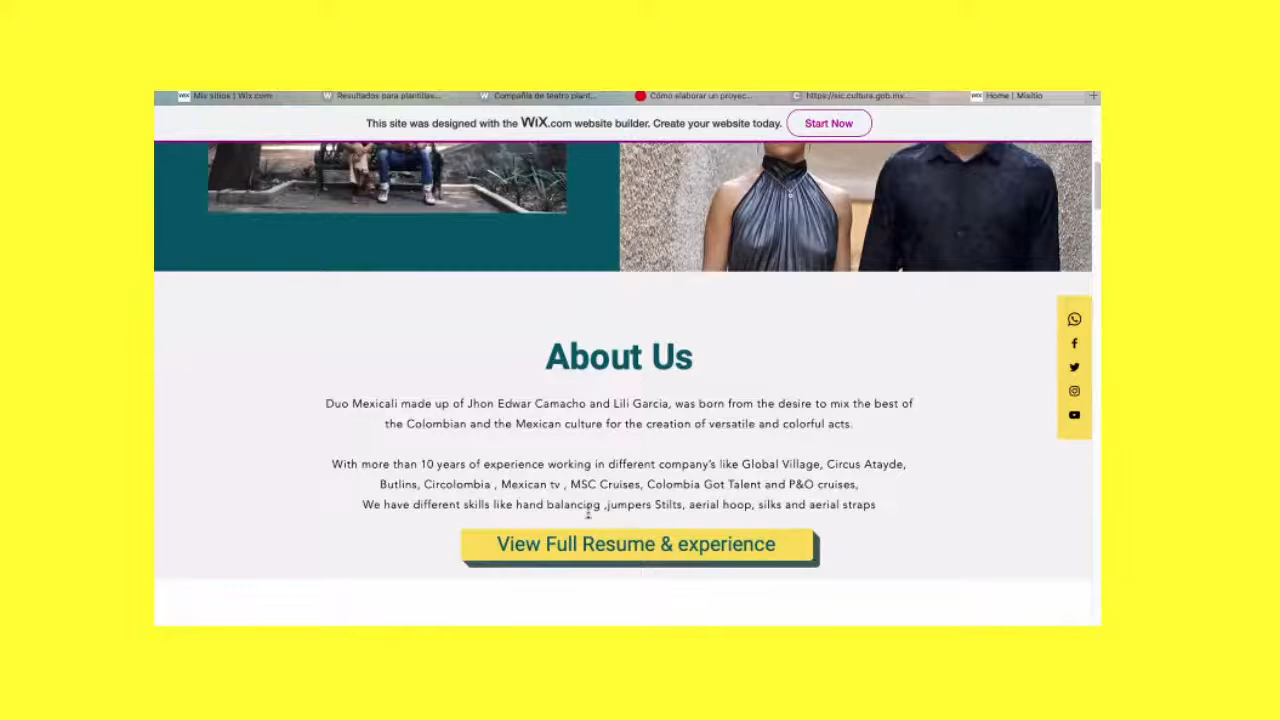 Mis sitios | Wix.com
Resultados para plantillas...
Compañía de teatro plant...
Cómo elaborar un proyec...
https://sic.cultura.gob.mx...
Home | Misitio
This site was designed with the WiX.com website builder. Create your website today.
Start Now
About Us
Duo Mexicali made up of Jhon Edwar Camacho and Lili Garcia, was born from the desire to mix the best of
the Colombian and the Mexican culture for the creation of versatile and colorful acts.
With more than 10 years of experience working in different company's like Global Village, Circus Atayde,
Butlins, Circolombia , Mexican tv , MSC Cruises, Colombia Got Talent and P&O cruises,
We have different skills like hand balancing ,jumpers Stilts, aerial hoop, silks and aerial straps
View Full Resume & experience